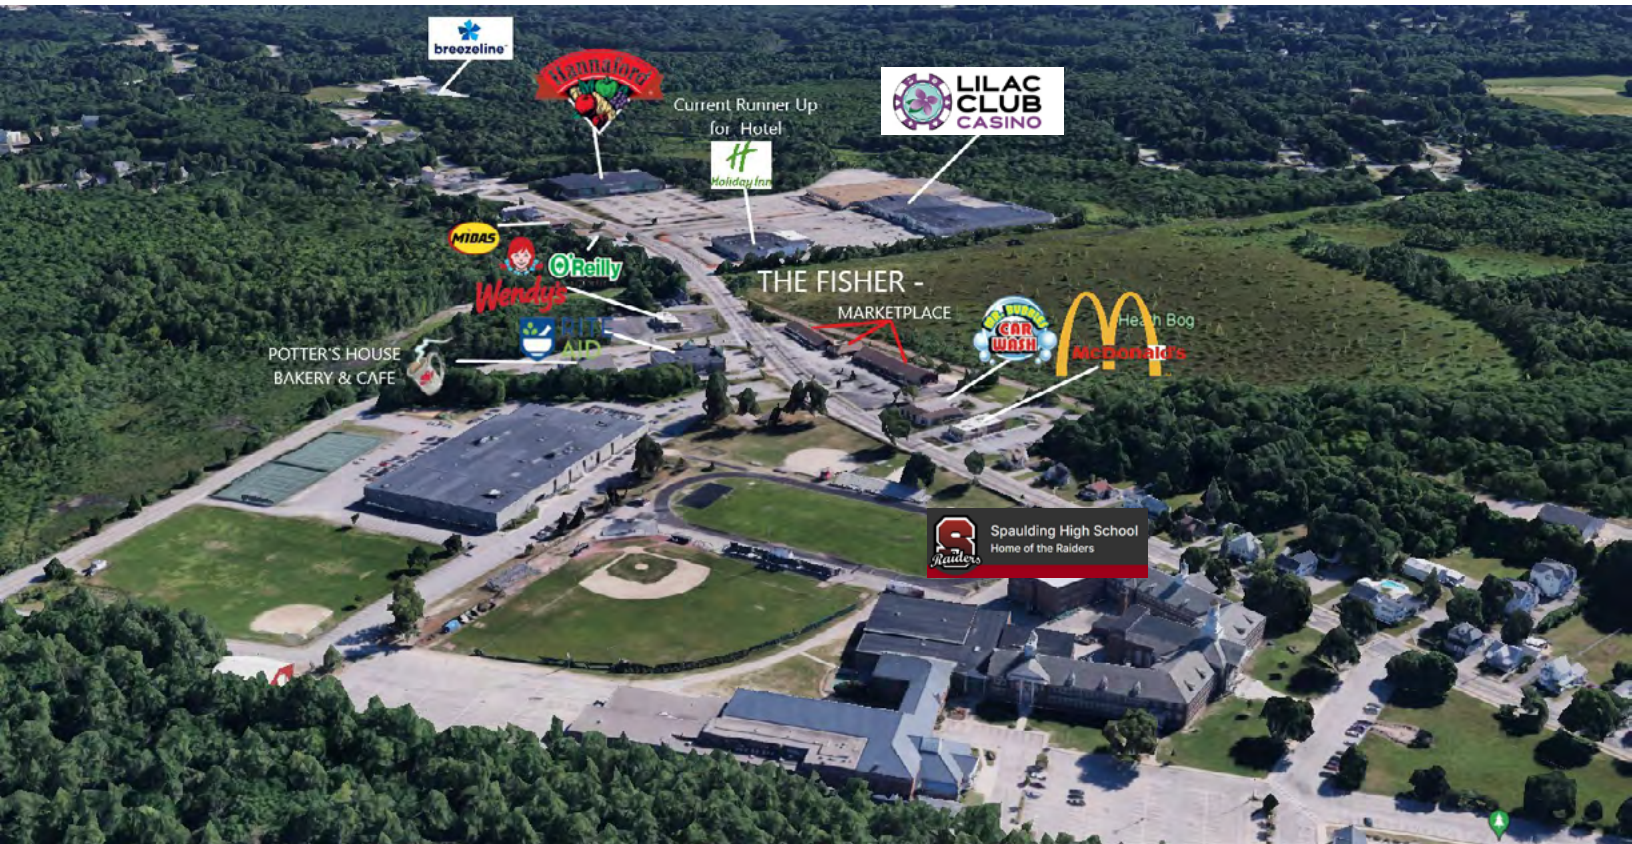 breezeline
Hannaford
Current Runner Up
for Hotel
H
Holiday Inn
LILAC
CLUB
CASINO
MIDAS
O'Reilly
Wendy's
RITE
AID
POTTER'S HOUSE
BAKERY & CAFE
THE FISHER -
MARKETPLACE
MR. BUBBLES
CAR
WASH
Heath Bog
McDonald's
S
Raiders
Spaulding High School
Home of the Raiders